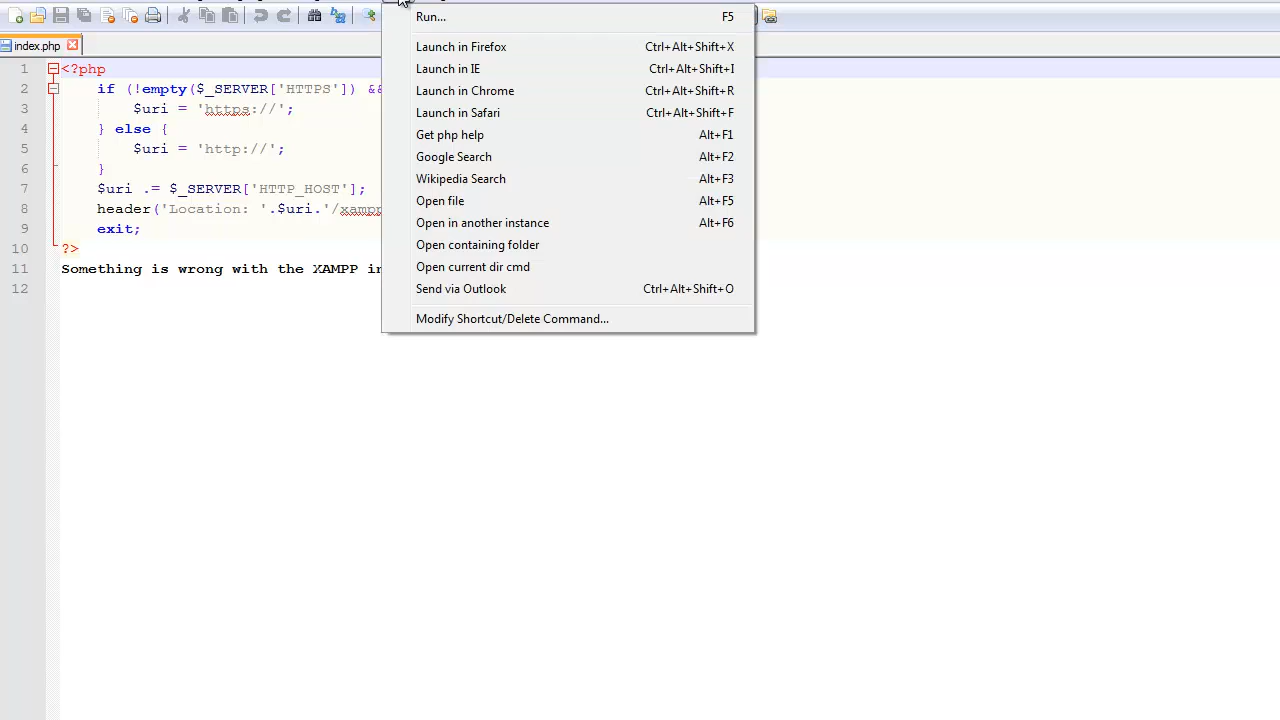 Run... F5
index.php
Launch in Firefox Ctrl+Alt+Shift+X
Launch in IE Ctrl+Alt+Shift+I
Launch in Chrome Ctrl+Alt+Shift+R
Launch in Safari Ctrl+Alt+Shift+F
Get php help Alt+F1
Google Search Alt+F2
Wikipedia Search Alt+F3
Open file Alt+F5
Open in another instance Alt+F6
Open containing folder
Open current dir cmd
Send via Outlook Ctrl+Alt+Shift+O
Modify Shortcut/Delete Command...
1 <?php
2 if (!empty($_SERVER['HTTPS']) &&
3 $uri = 'https://';
4 } else {
5 $uri = 'http://';
6 }
7 $uri .= $_SERVER['HTTP_HOST'];
8 header('Location: '.$uri.'/xampp
9 exit;
10 ?>
11 Something is wrong with the XAMPP in
12